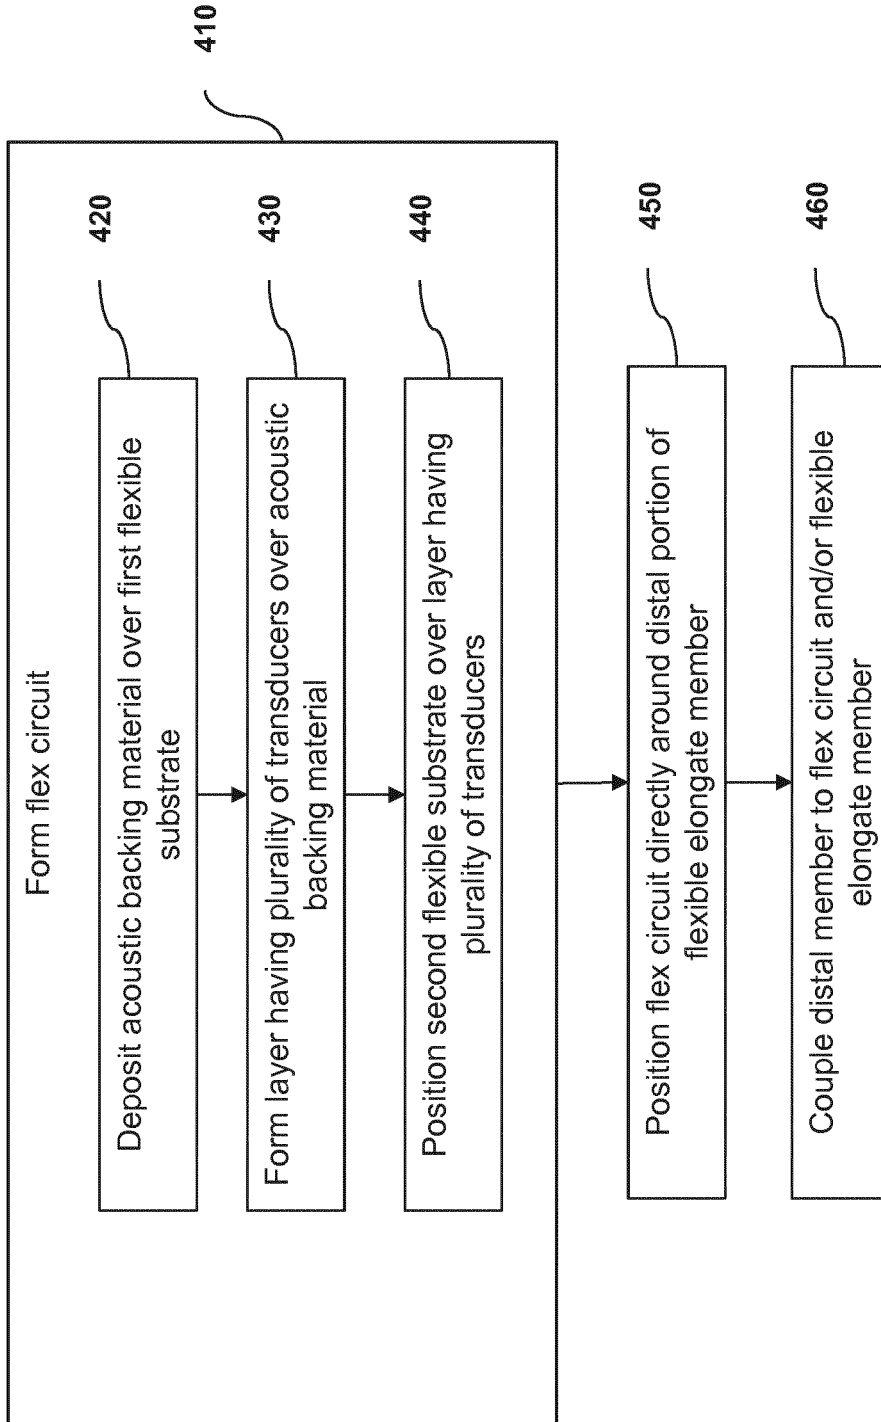 410
Form flex circuit
420
Deposit acoustic backing material over first flexible
substrate
430
Form layer having plurality of transducers over acoustic
backing material
440
Position second flexible substrate over layer having
plurality of transducers
450
Position flex circuit directly around distal portion of
flexible elongate member
460
Couple distal member to flex circuit and/or flexible
elongate member